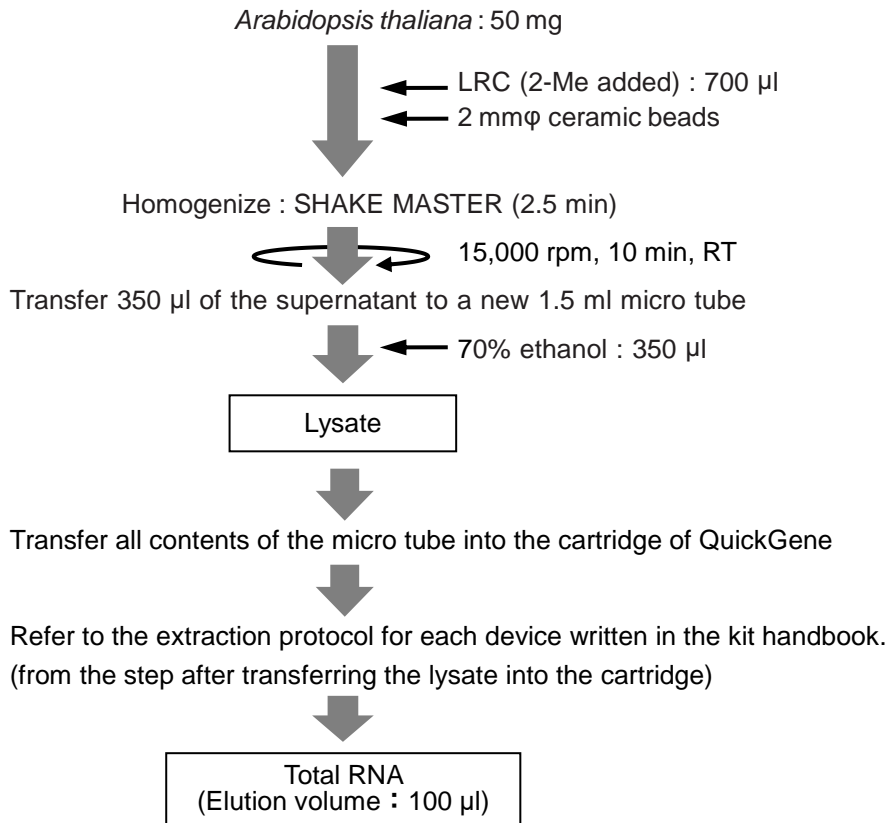 Arabidopsis thaliana : 50 mg
LRC (2-Me added) : 700 μl
2 mmφ ceramic beads
Homogenize : SHAKE MASTER (2.5 min)
15,000 rpm, 10 min, RT
Transfer 350 μl of the supernatant to a new 1.5 ml micro tube
70% ethanol : 350 μl
Lysate
Transfer all contents of the micro tube into the cartridge of QuickGene
Refer to the extraction protocol for each device written in the kit handbook.
(from the step after transferring the lysate into the cartridge)
Total RNA
(Elution volume：100 μl)